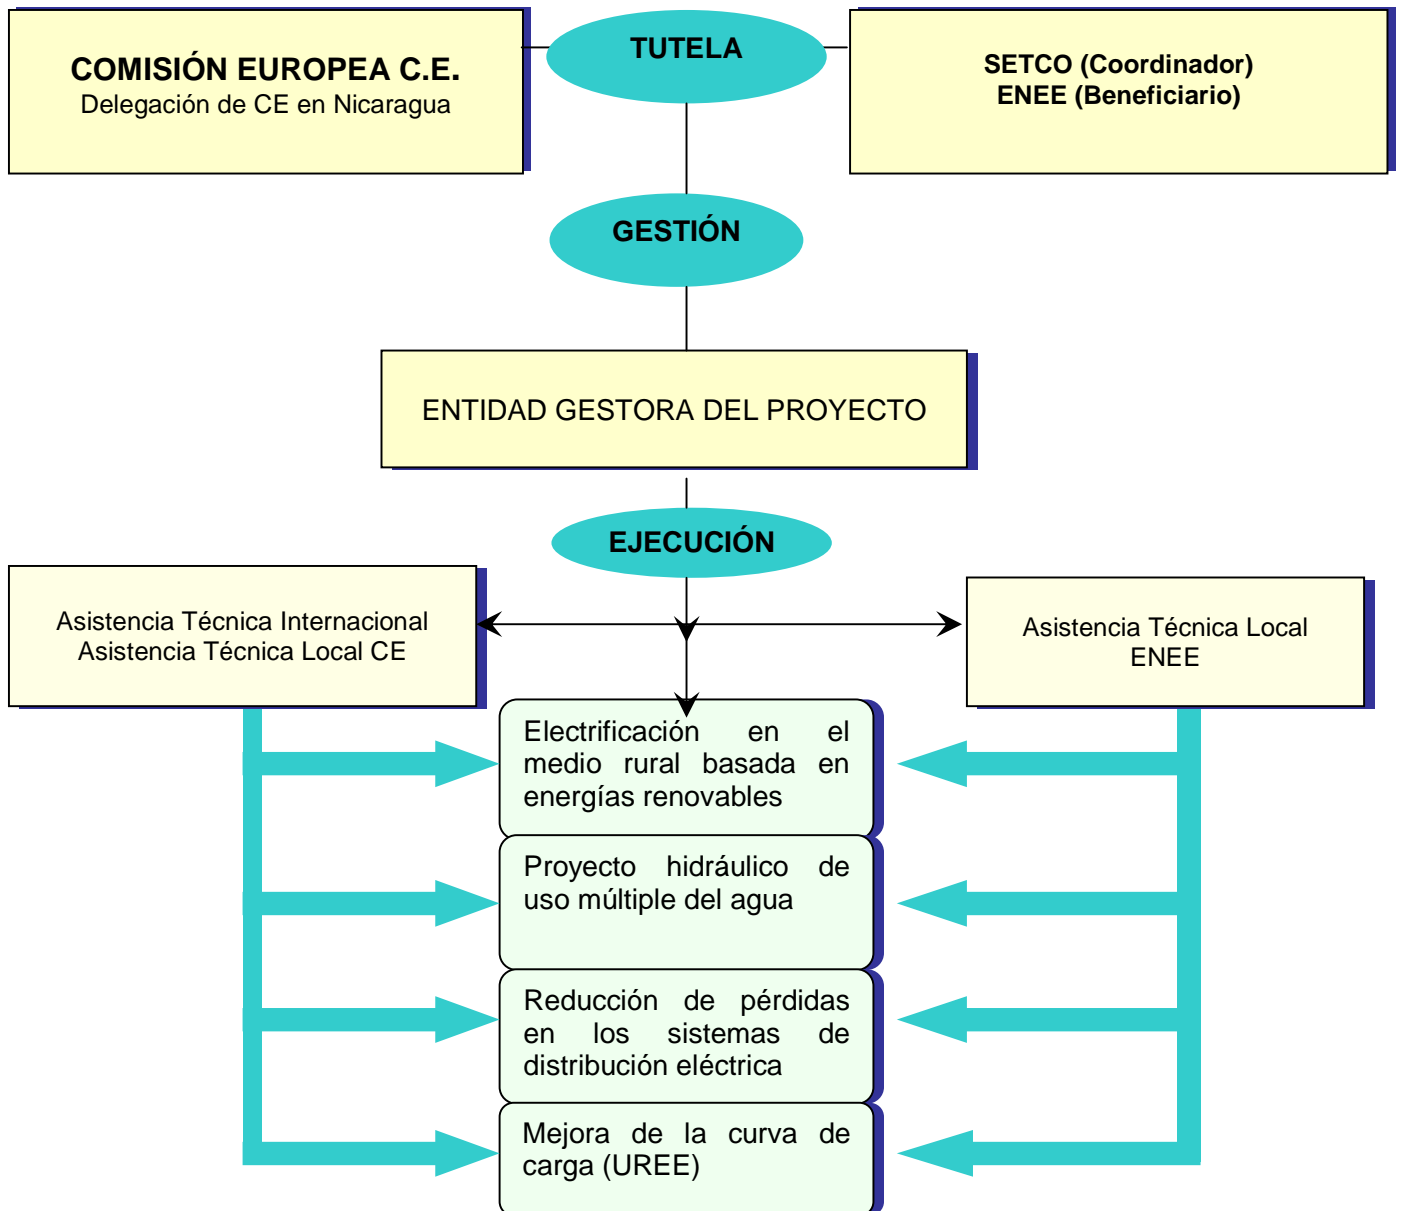 COMISIÓN EUROPEA C.E.
Delegación de CE en Nicaragua
TUTELA
SETCO (Coordinador)
ENEE (Beneficiario)
GESTIÓN
ENTIDAD GESTORA DEL PROYECTO
EJECUCIÓN
Asistencia Técnica Internacional
Asistencia Técnica Local CE
Asistencia Técnica Local
ENEE
Electrificación en el
medio rural basada en
energías renovables
Proyecto hidráulico de
uso múltiple del agua
Reducción de pérdidas
en los sistemas de
distribución eléctrica
Mejora de la curva de
carga (UREE)